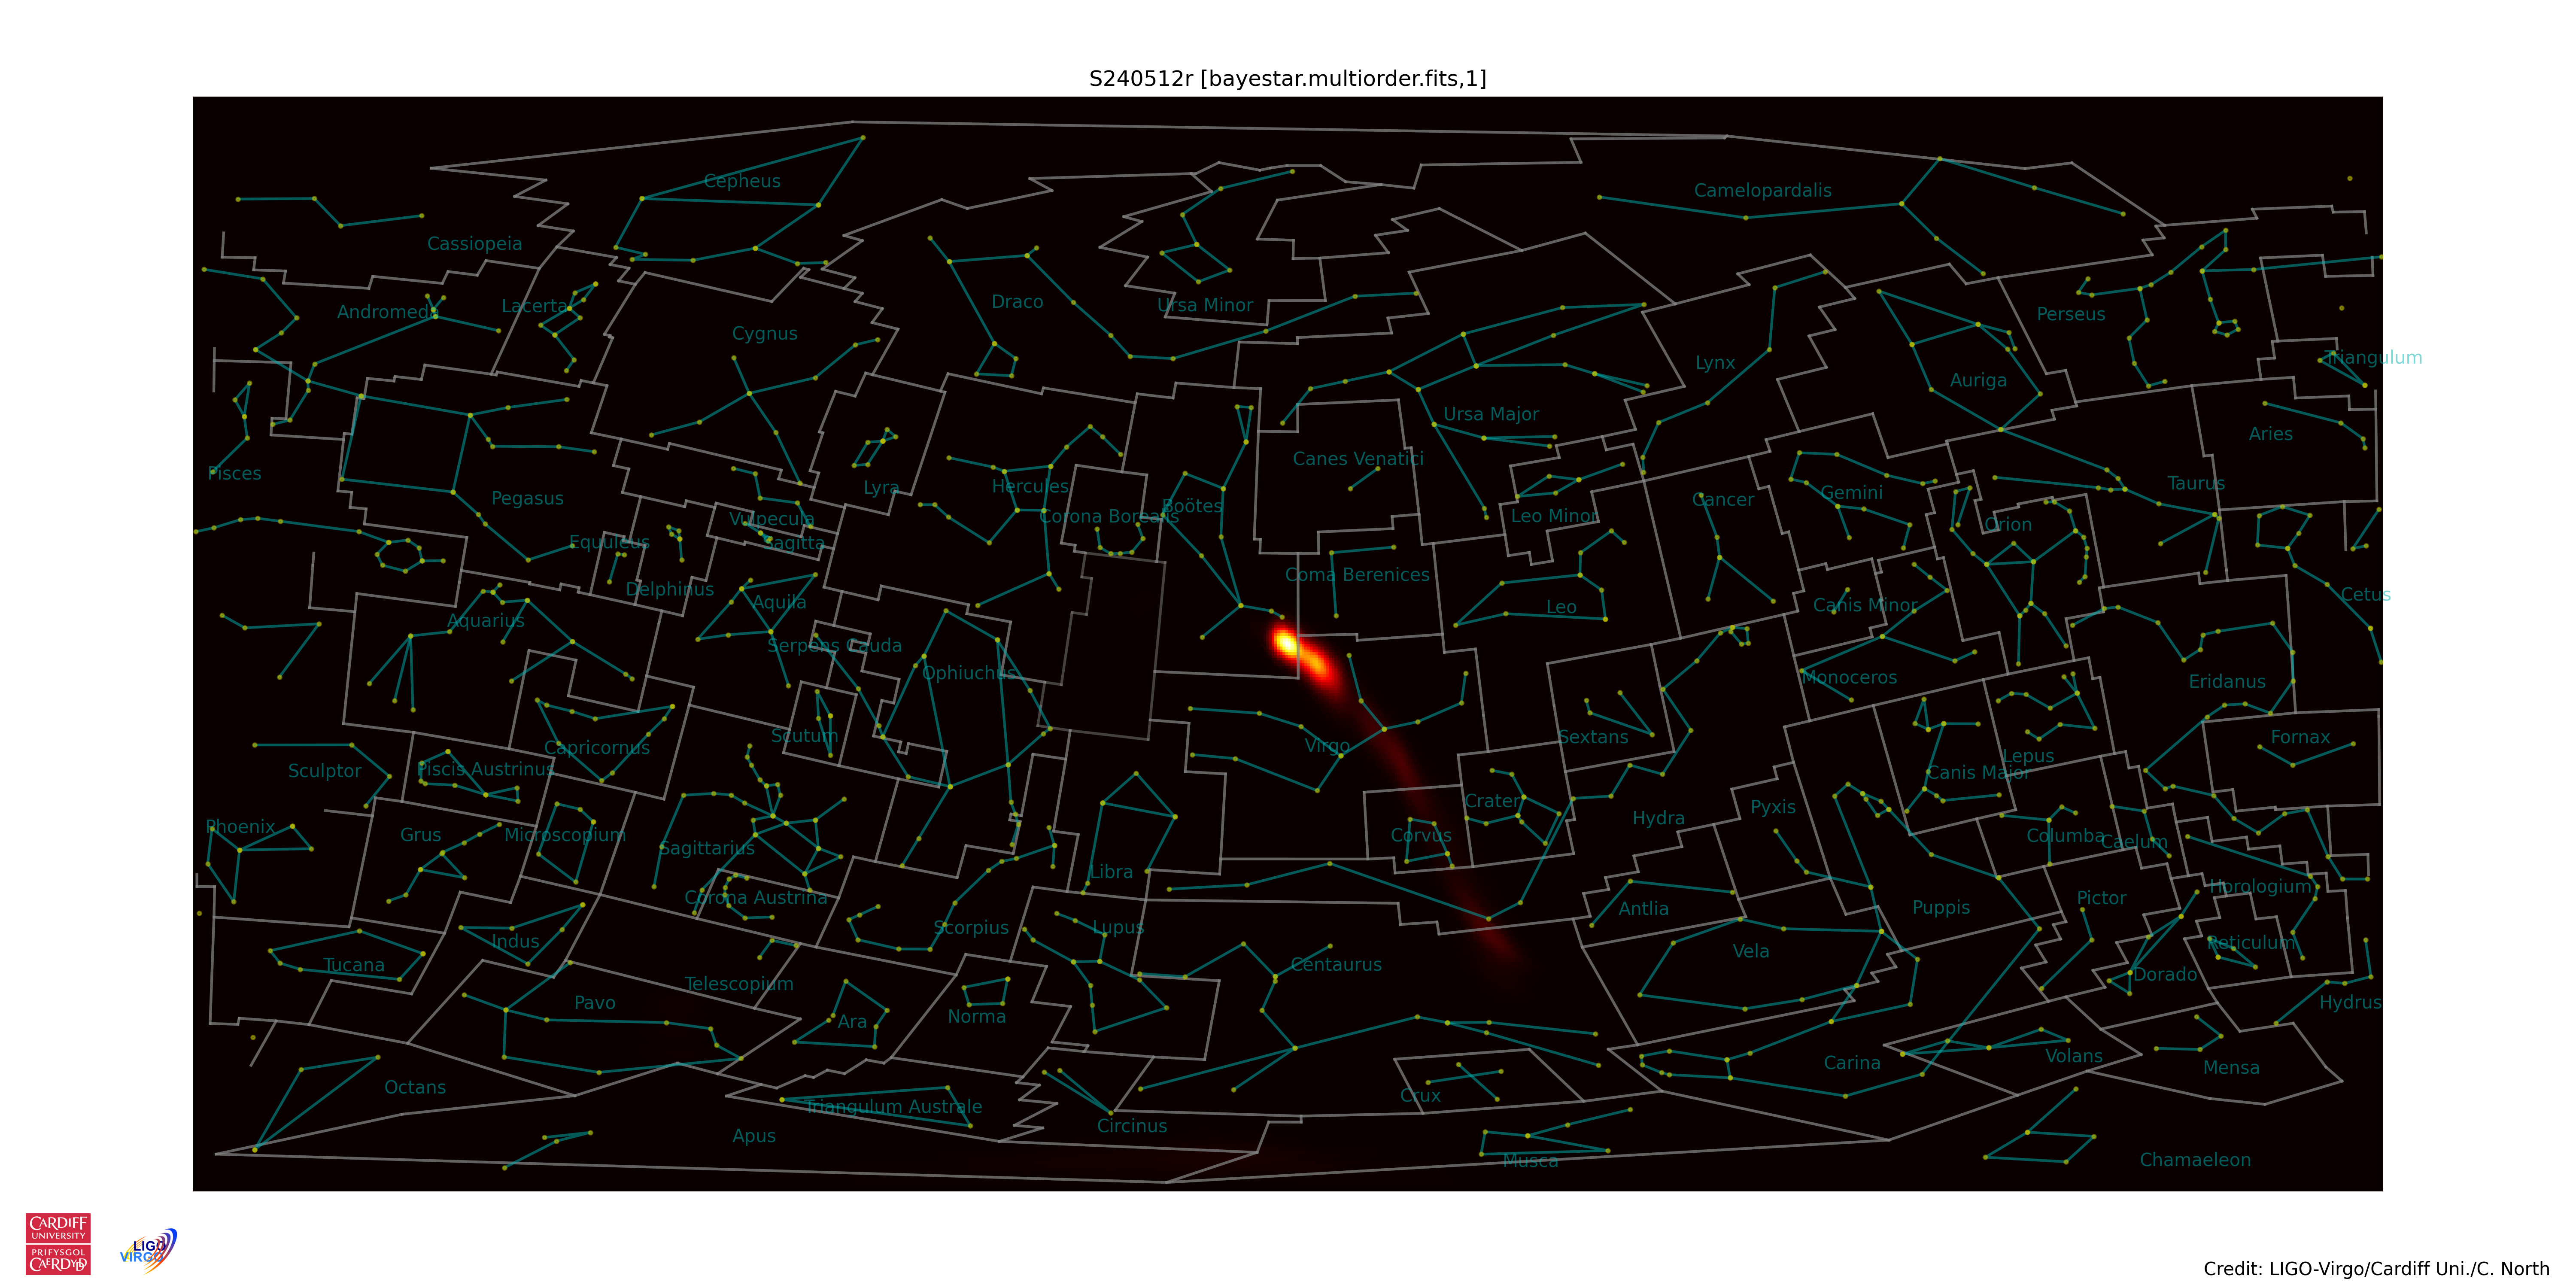 S240512r [bayestar.multiorder.fits,1]
Cepheus
Camelopardalis
Cassiopeia
Andromeda
Lacerta
Draco
Ursa Minor
Perseus
Cygnus
Lynx
Triangulum
Auriga
Ursa Major
Aries
Canes Venatici
Pisces
Pegasus
Lyra
Hercules
Boötes
Cancer
Gemini
Taurus
Vulpecula
Corona Borealis
Leo Minor
Orion
Equuleus
Sagitta
Delphinus
Aquila
Coma Berenices
Leo
Canis Minor
Cetus
Aquarius
Serpens Cauda
Ophiuchus
Monoceros
Eridanus
Capricornus
Scutum
Virgo
Sextans
Lepus
Fornax
Sculptor
Piscis Austrinus
Canis Major
Crater
Hydra
Pyxis
Phoenix
Grus
Microscopium
Sagittarius
Corvus
Columba
Caelum
Libra
Corona Austrina
Horologium
Antlia
Puppis
Pictor
Indus
Scorpius
Lupus
Tucana
Centaurus
Vela
Reticulum
Telescopium
Dorado
Pavo
Ara
Norma
Hydrus
Octans
Carina
Volans
Mensa
Triangulum Australe
Crux
Apus
Circinus
Musca
Chamaeleon
CARDIFF
UNIVERSITY
PRIFYSGOL
CAERDYDD
LIGO
VIRGO
Credit: LIGO-Virgo/Cardiff Uni./C. North